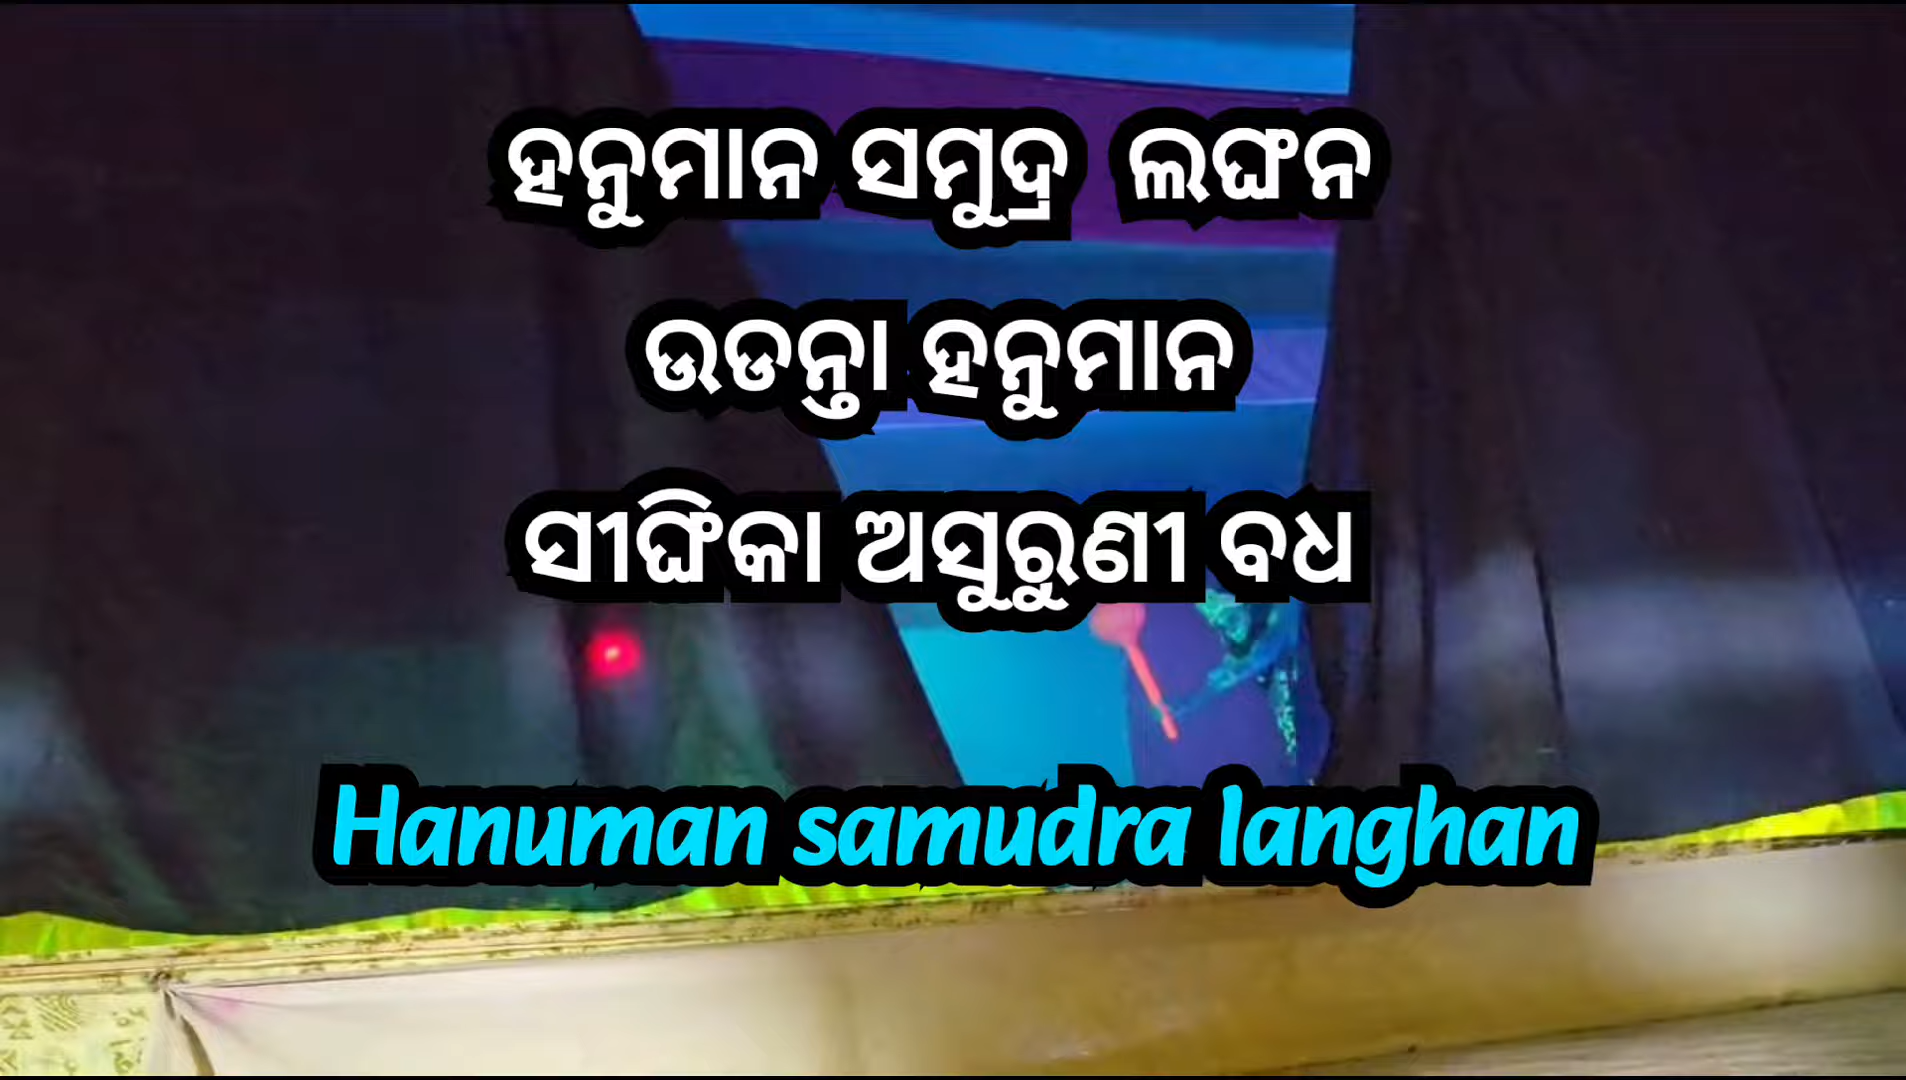 ହନୁମାନ ସମୁଦ୍ର ଲଙ୍ଘନ
ଉଡନ୍ତା ହନୁମାନ
ସୀଙ୍ଘିକା ଅସୁରୁଣୀ ବଧ
Hanuman samudra langhan